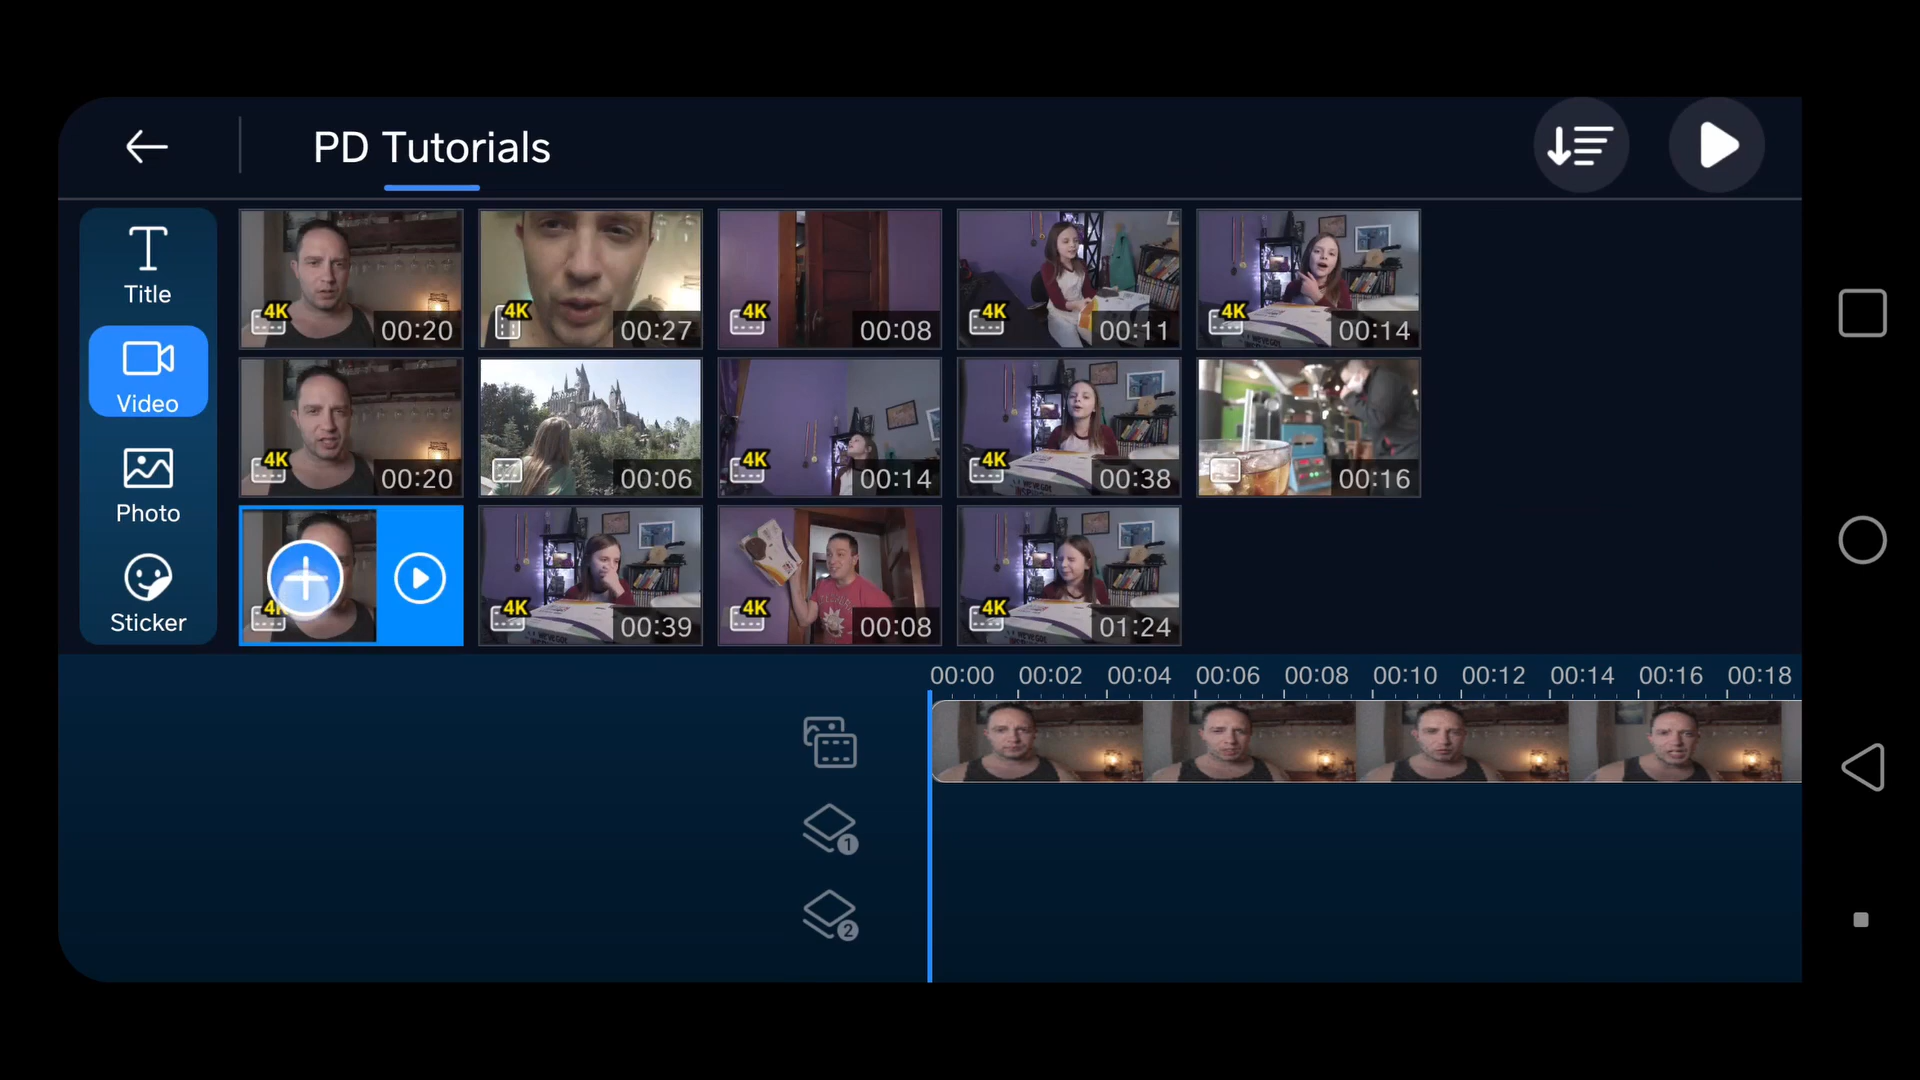 PD Tutorials
Title
Video
Photo
Sticker
4K 00:20
4K 00:27
4K 00:08
4K 00:11
4K 00:14
4K 00:20
00:06
4K 00:14
4K 00:38
00:16
4K 00:39
4K 00:08
4K 01:24
00:00 00:02 00:04 00:06 00:08 00:10 00:12 00:14 00:16 00:18
1
2